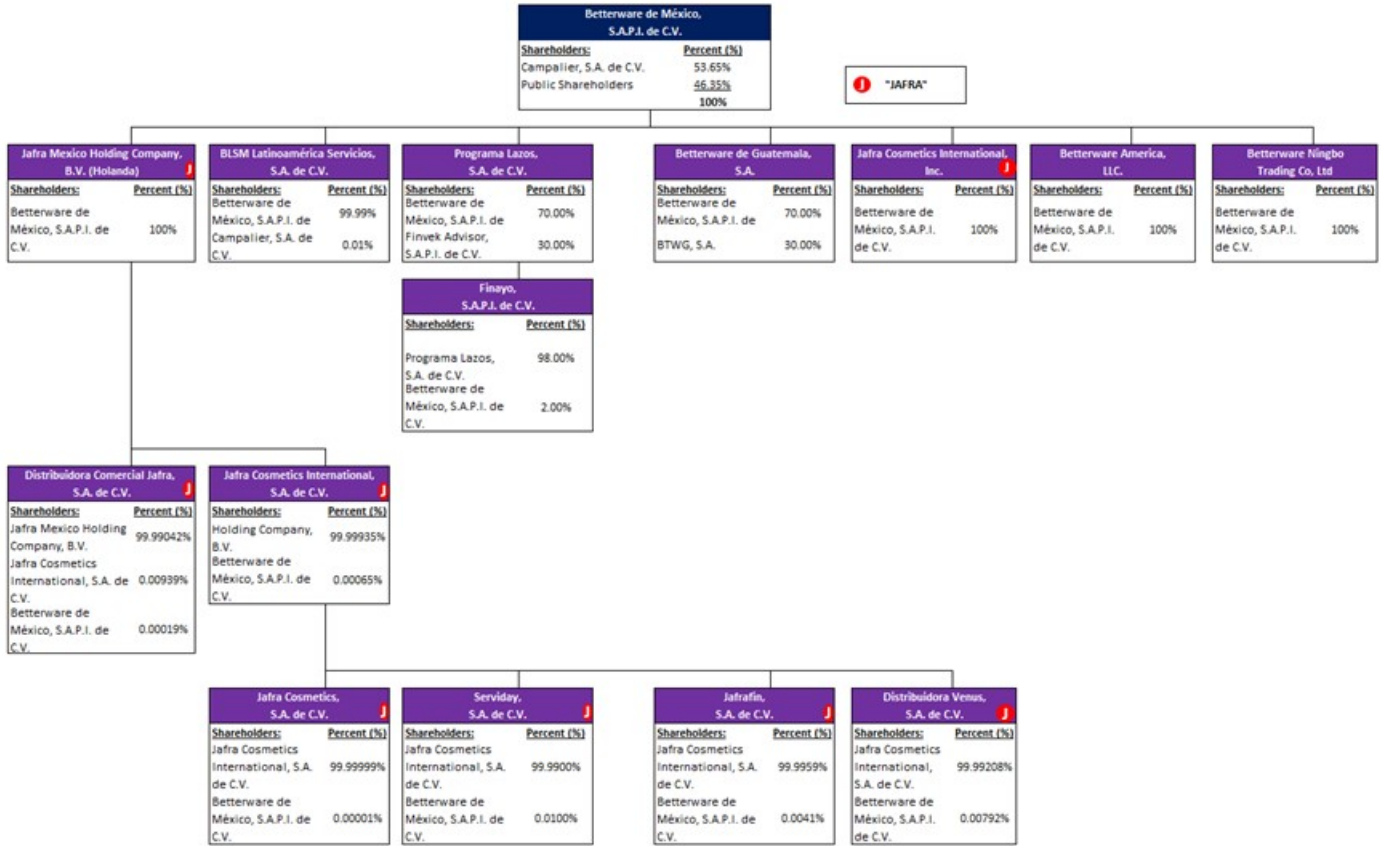 Betterware de México,
S.A.P.I. de C.V.
Shareholders: Percent (%)
Campalier, S.A. de C.V. 53.65%
Public Shareholders 46.35%
100%
J "JAFRA"
Jafra Mexico Holding Company,
B.V. (Holanda) J
Shareholders: Percent (%)
Betterware de
México, S.A.P.I. de 100%
C.V.
BLSM Latinoamérica Servicios,
S.A. de C.V.
Shareholders: Percent (%)
Betterware de
México, S.A.P.I. de 99.99%
Campalier, S.A. de 0.01%
C.V.
Programa Lazos,
S.A. de C.V.
Shareholders: Percent (%)
Betterware de
México, S.A.P.I. de 70.00%
Finvek Advisor,
S.A.P.I. de C.V. 30.00%
Betterware de Guatemala,
S.A.
Shareholders: Percent (%)
Betterware de
México, S.A.P.I. de 70.00%
BTWG, S.A. 30.00%
Jafra Cosmetics International,
Inc. J
Shareholders: Percent (%)
Betterware de
México, S.A.P.I. 100%
de C.V.
Betterware America,
LLC.
Shareholders: Percent (%)
Betterware de
México, S.A.P.I. 100%
de C.V.
Betterware Ningbo
Trading Co, Ltd
Shareholders: Percent (%)
Betterware de
México, S.A.P.I. 100%
de C.V.
Finayo,
S.A.P.I. de C.V.
Shareholders: Percent (%)
Programa Lazos, 98.00%
S.A. de C.V.
Betterware de
México, S.A.P.I. de 2.00%
C.V.
Distribuidora Comercial Jafra,
S.A. de C.V. J
Shareholders: Percent (%)
Jafra Mexico Holding 99.99042%
Company, B.V.
Jafra Cosmetics
International, S.A. de 0.00939%
C.V.
Betterware de
México, S.A.P.I. de 0.00019%
C.V.
Jafra Cosmetics International,
S.A. de C.V. J
Shareholders: Percent (%)
Holding Company, 99.99935%
B.V.
Betterware de
México, S.A.P.I. de 0.00065%
C.V.
Jafra Cosmetics,
S.A. de C.V. J
Shareholders: Percent (%)
Jafra Cosmetics
International, S.A. 99.99999%
de C.V.
Betterware de
México, S.A.P.I. de 0.00001%
C.V.
Serviday,
S.A. de C.V. J
Shareholders: Percent (%)
Jafra Cosmetics
International, S.A. 99.9900%
de C.V.
Betterware de
México, S.A.P.I. de 0.0100%
C.V.
Jafrafin,
S.A. de C.V. J
Shareholders: Percent (%)
Jafra Cosmetics
International, S.A. 99.9959%
de C.V.
Betterware de
México, S.A.P.I. de 0.0041%
C.V.
Distribuidora Venus,
S.A. de C.V. J
Shareholders: Percent (%)
Jafra Cosmetics
International, 99.99208%
S.A. de C.V.
Betterware de
México, S.A.P.I. 0.00792%
de C.V.